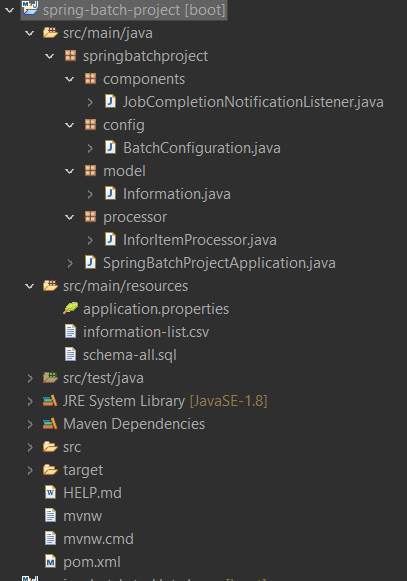 spring-batch-project [boot]
src/main/java
springbatchproject
components
JobCompletionNotificationListener.java
config
BatchConfiguration.java
model
Information.java
processor
InforItemProcessor.java
SpringBatchProjectApplication.java
src/main/resources
application.properties
information-list.csv
schema-all.sql
src/test/java
JRE System Library [JavaSE-1.8]
Maven Dependencies
src
target
HELP.md
mvnw
mvnw.cmd
pom.xml